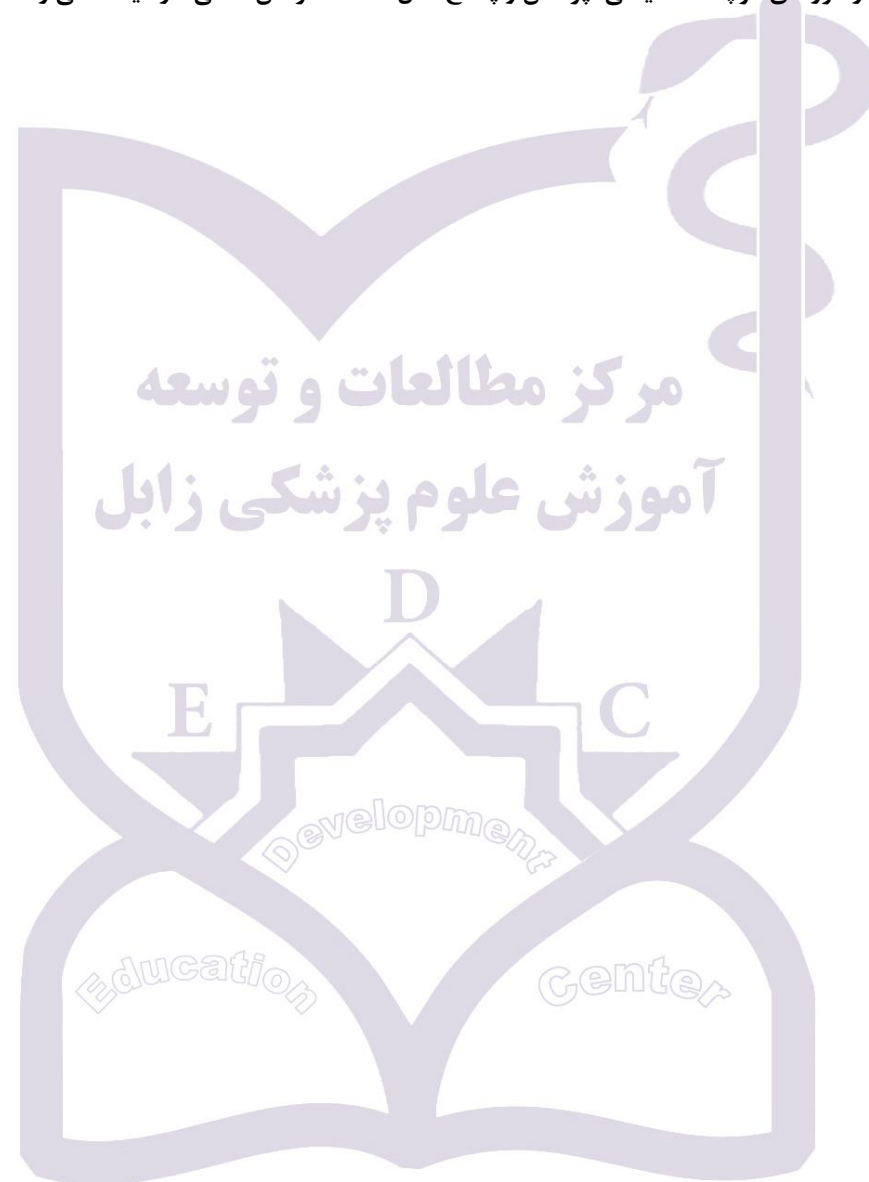 مرکز مطالعات و توسعه
آموزش علوم پزشکی زابل
D
E C
Development
Education Center